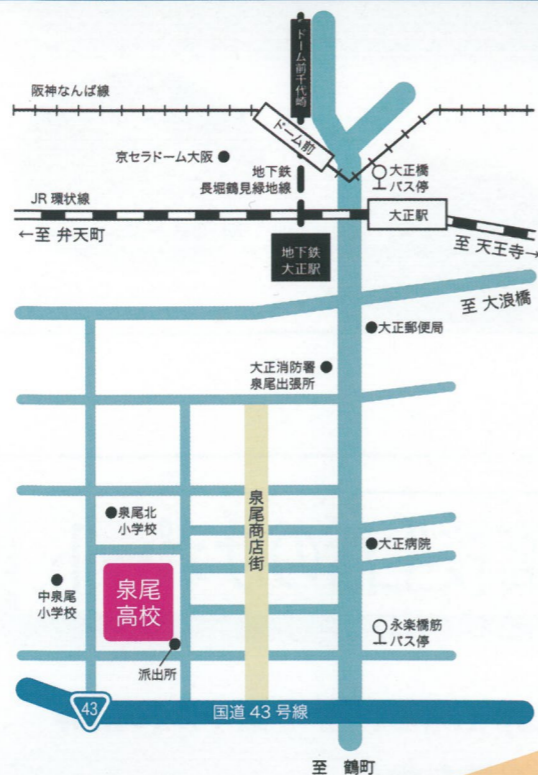 ドーム前千代崎
阪神なんば線
ドーム前
京セラドーム大阪
地下鉄
長堀鶴見緑地線
大正橋
バス停
JR 環状線
大正駅
←至 弁天町
地下鉄
大正駅
至 天王寺→
至 大浪橋
大正郵便局
大正消防署
泉尾出張所
泉尾商店街
泉尾北
小学校
大正病院
泉尾
高校
中泉尾
小学校
永楽橋筋
バス停
派出所
43
国道 43 号線
至 鶴町